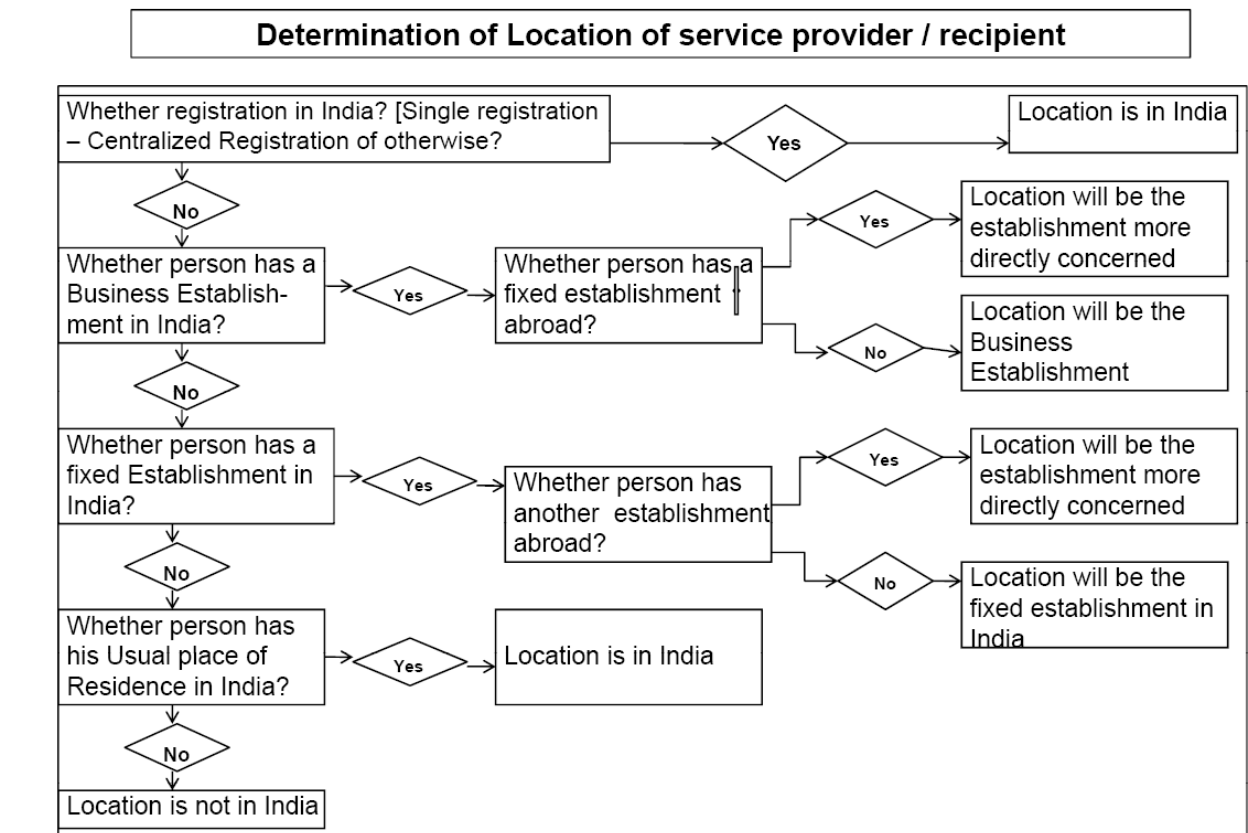 Determination of Location of service provider / recipient
Whether registration in India? [Single registration
– Centralized Registration of otherwise?
Yes
Location is in India
No
Whether person has a
Business Establish-
ment in India?
Yes
Whether person has a
fixed establishment
abroad?
Yes
Location will be the
establishment more
directly concerned
No
Location will be the
Business
Establishment
No
Whether person has a
fixed Establishment in
India?
Yes
Whether person has
another establishment
abroad?
Yes
Location will be the
establishment more
directly concerned
No
Location will be the
fixed establishment in
India
No
Whether person has
his Usual place of
Residence in India?
Yes
Location is in India
No
Location is not in India